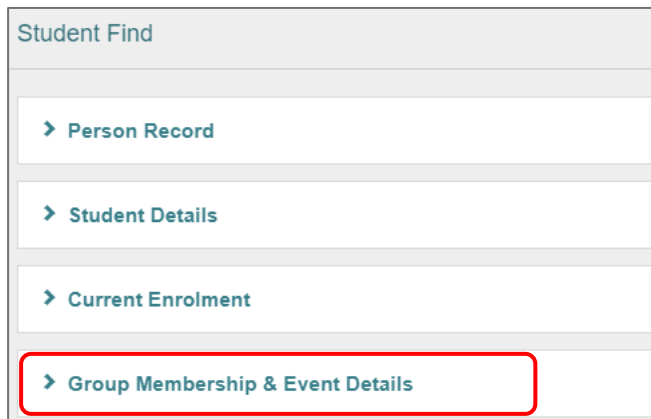 Student Find
Person Record
Student Details
Current Enrolment
Group Membership & Event Details